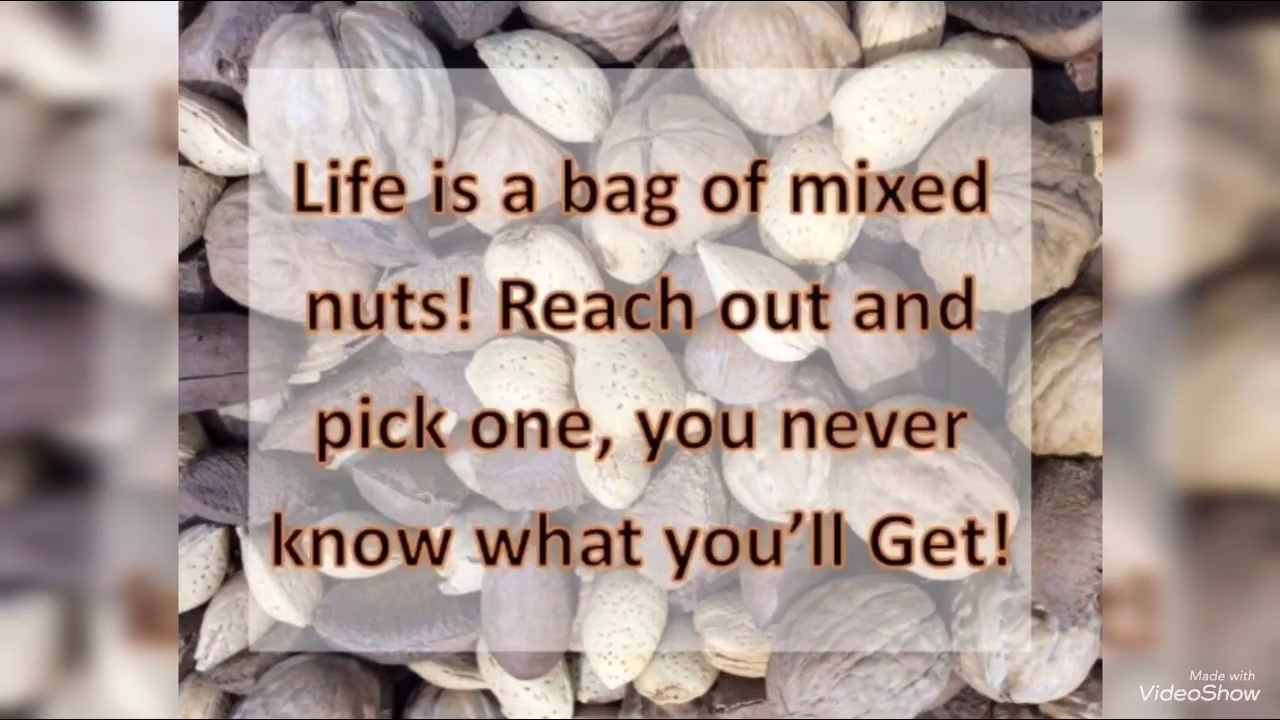 Life is a bag of mixed
nuts! Reach out and
pick one, you never
know what you’ll Get!
Made with
VideoShow